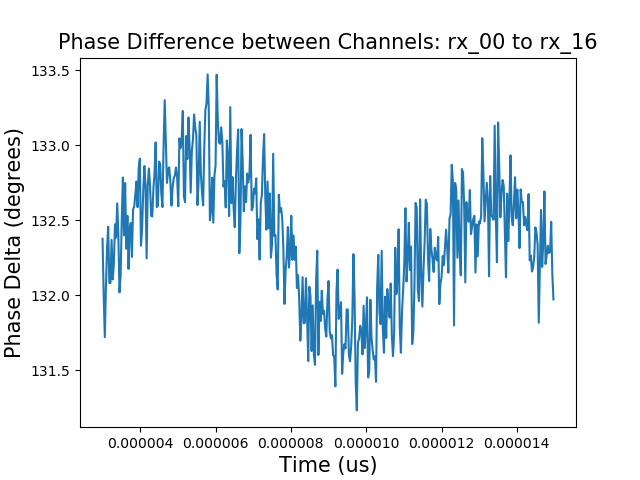 Phase Difference between Channels: rx_00 to rx_16
Phase Delta (degrees)
133.5
133.0
132.5
132.0
131.5
0.000004 0.000006 0.000008 0.000010 0.000012 0.000014
Time (us)